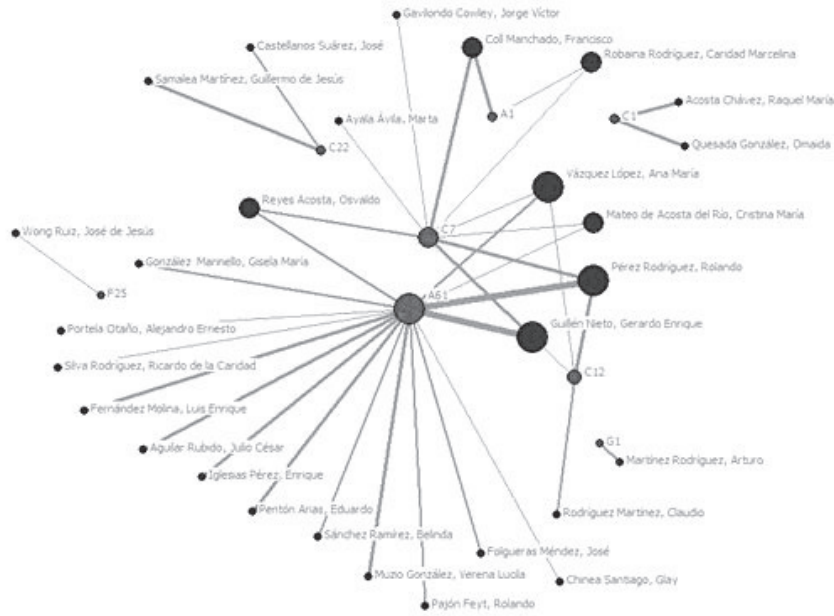 Gavilondo Cowley, Jorge Víctor
Coll Manchado, Francisco
Castellanos Suárez, José
Robaina Rodríguez, Caridad Marcelina
Samalea Martínez, Guillermo de Jesús
Acosta Chávez, Raquel María
A1
C1
Ayala Ávila, Marta
Quesada González, Omaida
C22
Vázquez López, Ana María
Reyes Acosta, Osvaldo
Mateo de Acosta del Río, Cristina María
C7
Wong Ruiz, José de Jesús
González Marinello, Gisela María
Pérez Rodríguez, Rolando
F25
A61
Portela Otaño, Alejandro Ernesto
Guillén Nieto, Gerardo Enrique
Silva Rodríguez, Ricardo de la Caridad
C12
Fernández Molina, Luis Enrique
Aguilar Rubido, Julio César
G1
Martínez Rodríguez, Arturo
Iglesias Pérez, Enrique
Pentón Arias, Eduardo
Rodríguez Martínez, Claudio
Sánchez Ramírez, Belinda
Folgueras Méndez, José
Muzio González, Verena Lucila
Chinea Santiago, Glay
Pajón Feyt, Rolando